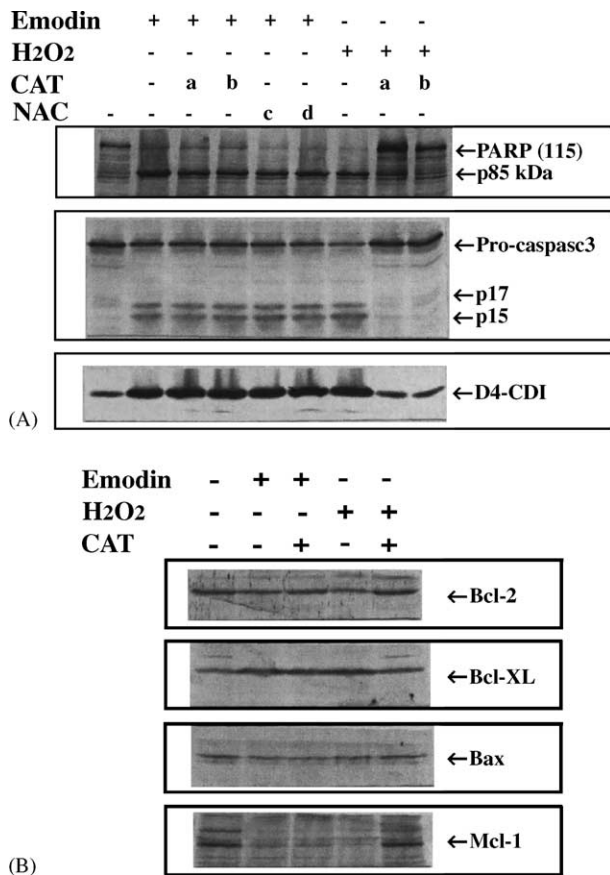 Emodin + + + + + - - -
H2O2 - - - - - + + +
CAT - a b - - - a b
NAC - - - - c d - - -
←PARP (115)
←p85 kDa
←Pro-caspasc3
←p17
←p15
←D4-CDI
(A)
Emodin - + + - -
H2O2 - - - + +
CAT - - + - +
←Bcl-2
←Bcl-XL
←Bax
←Mcl-1
(B)